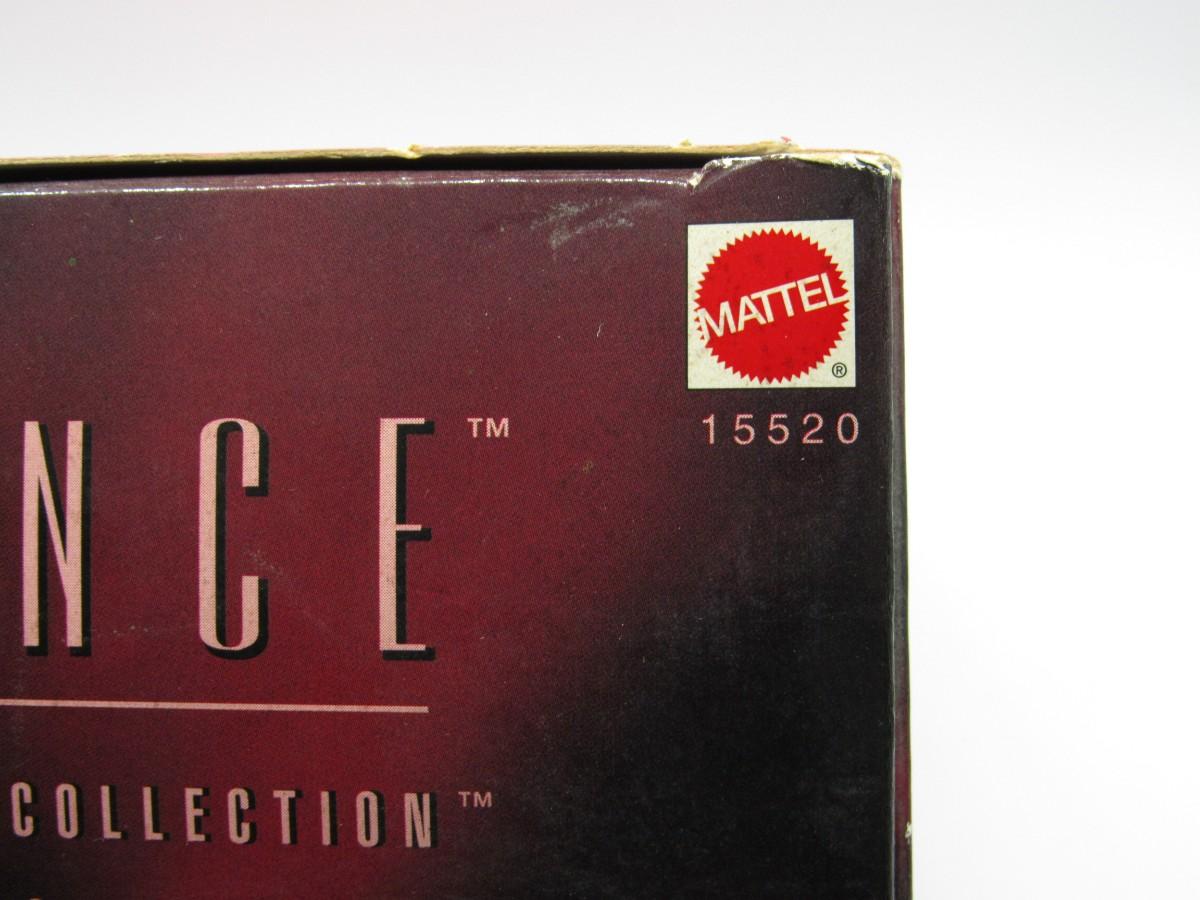 MATTEL
®
15520
NCE™
COLLECTION™